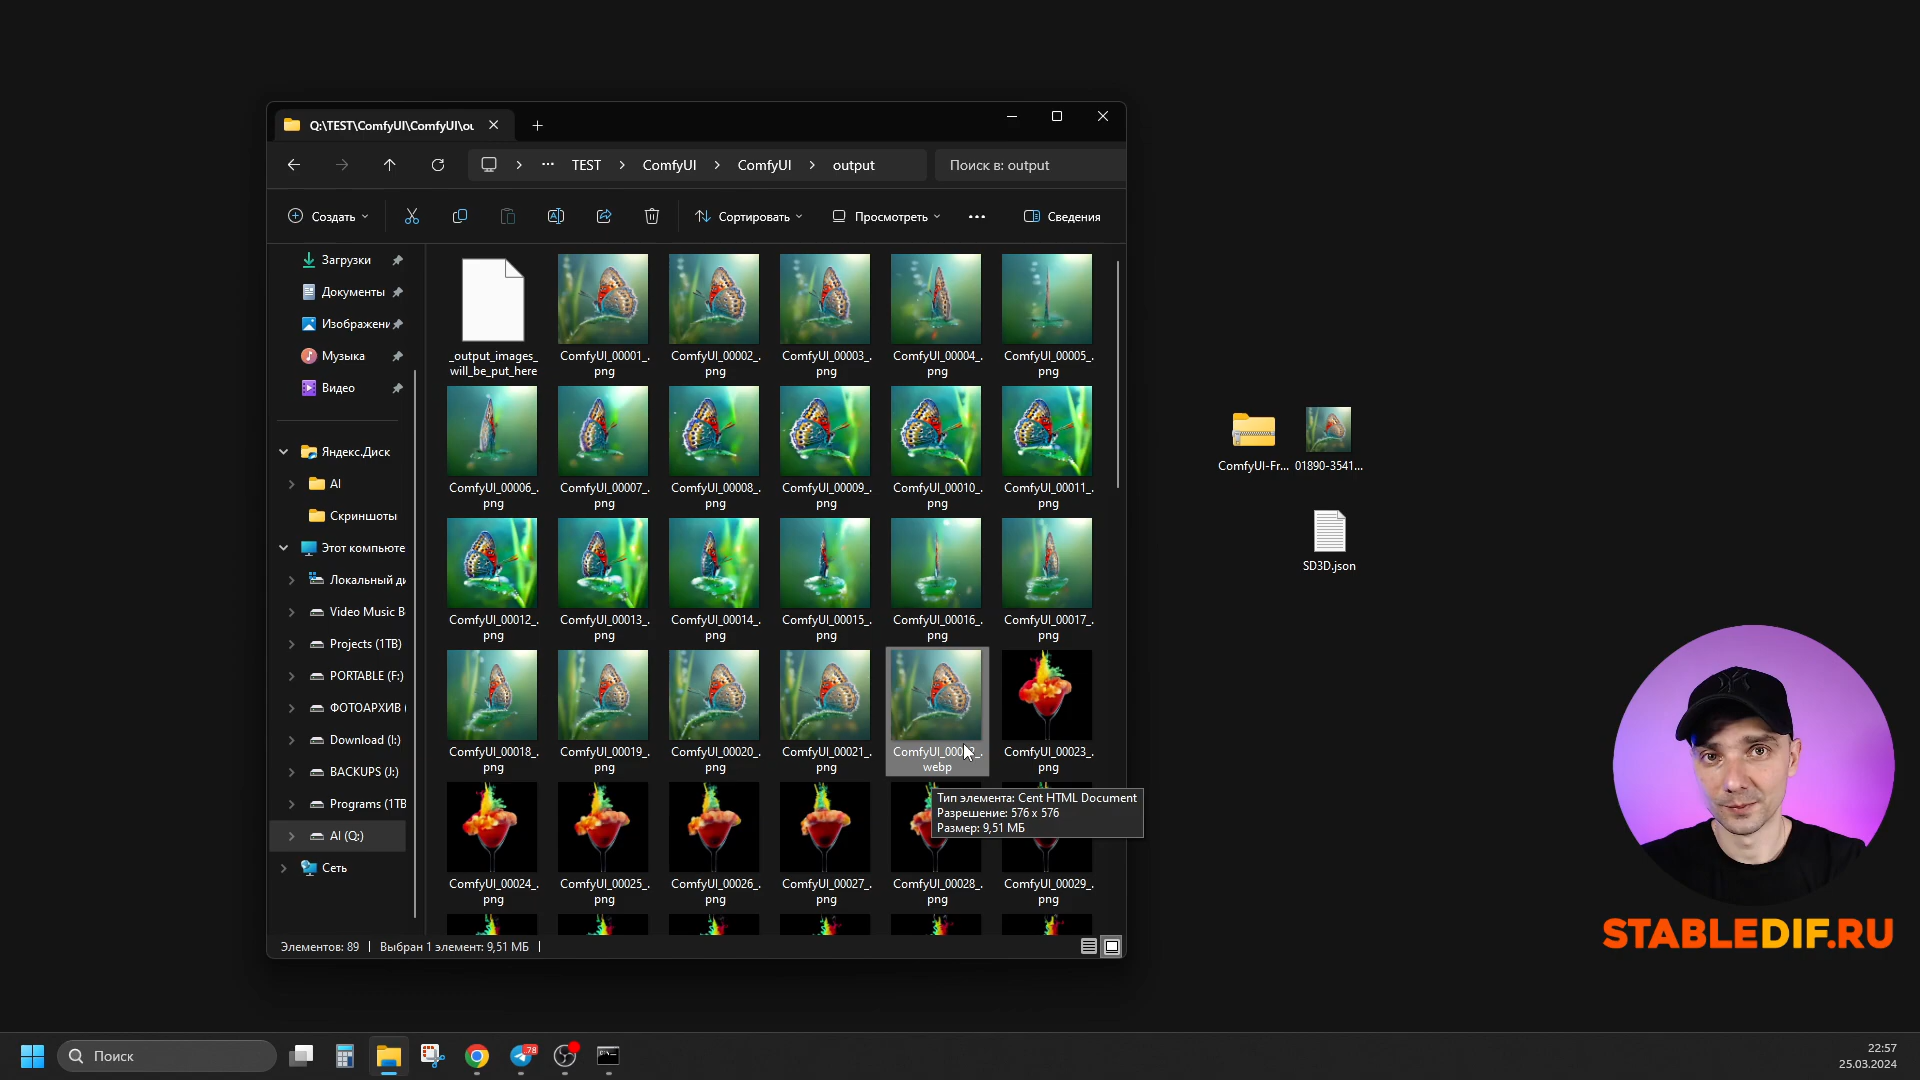 Q:\TEST\ComfyUI\ComfyUI\ou
TEST
ComfyUI
ComfyUI
output
Поиск в: output
Создать
Сортировать
Просмотреть
Сведения
Загрузки
Документы
Изображени
Музыка
Видео
Яндекс.Диск
AI
Скриншоты
Этот компьюте
Локальный ди
Video Music B
Projects (1TB)
PORTABLE (F:)
ФОТОАРХИВ (
Download (I:)
BACKUPS (J:)
Programs (1TB
AI (Q:)
Сеть
_output_images_
will_be_put_here
ComfyUI_00001_.
png
ComfyUI_00002_.
png
ComfyUI_00003_.
png
ComfyUI_00004_.
png
ComfyUI_00005_.
png
ComfyUI_00006_.
png
ComfyUI_00007_.
png
ComfyUI_00008_.
png
ComfyUI_00009_.
png
ComfyUI_00010_.
png
ComfyUI_00011_.
png
ComfyUI_00012_.
png
ComfyUI_00013_.
png
ComfyUI_00014_.
png
ComfyUI_00015_.
png
ComfyUI_00016_.
png
ComfyUI_00017_.
png
ComfyUI_00018_.
png
ComfyUI_00019_.
png
ComfyUI_00020_.
png
ComfyUI_00021_.
png
webp
ComfyUI_00023_.
png
Тип элемента: Cent HTML Document
Разрешение: 576 x 576
Размер: 9,51 МБ
ComfyUI_00024_.
png
ComfyUI_00025_.
png
ComfyUI_00026_.
png
ComfyUI_00027_.
png
ComfyUI_00028_.
png
ComfyUI_00029_.
png
Элементов: 89
Выбран 1 элемент: 9,51 МБ
ComfyUI-Fr...
01890-3541...
SD3D.json
STABLEDIF.RU
Поиск
78
22:57
25.03.2024